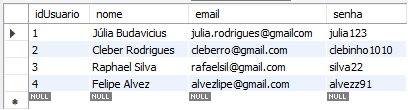 idUsuario nome email senha
1 Júlia Budavicius julia.rodrigues@gmailcom julia123
2 Cleber Rodrigues cleberro@gmail.com clebinho1010
3 Raphael Silva rafaelsil@gmail.com silva22
4 Felipe Alvez alvezlipe@gmail.com alvezz91
NULL NULL NULL NULL